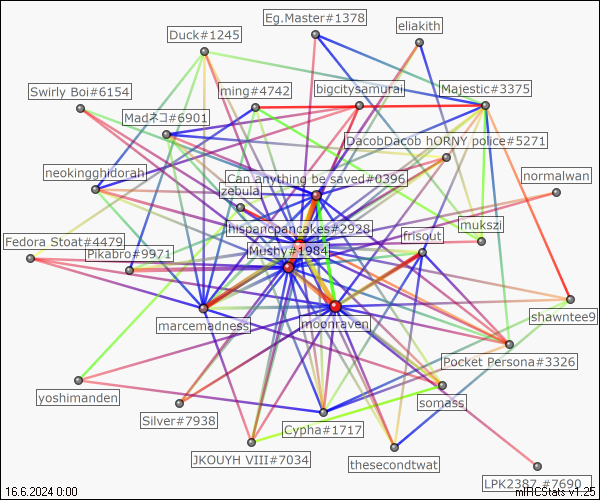 Eg.Master#1378
eliakith
Duck#1245
Swirly Boi#6154
ming#4742
bigcitysamurai
Majestic#3375
Madネコ#6901
DacobDacob hORNY police#5271
neokingghidorah
Can anything be saved#0396
normalwan
zebula
hispancpancakes#2928
mukszi
Fedora Stoat#4479
Pikabro#9971
Mushy#1984
frisout
marcemadness
moonraven
shawntee9
Pocket Persona#3326
yoshimanden
somass
Silver#7938
Cypha#1717
JKOUYH VIII#7034
thesecondtwat
LPK2387_#7690
16.6.2024 0:00
mIRCStats v1.25